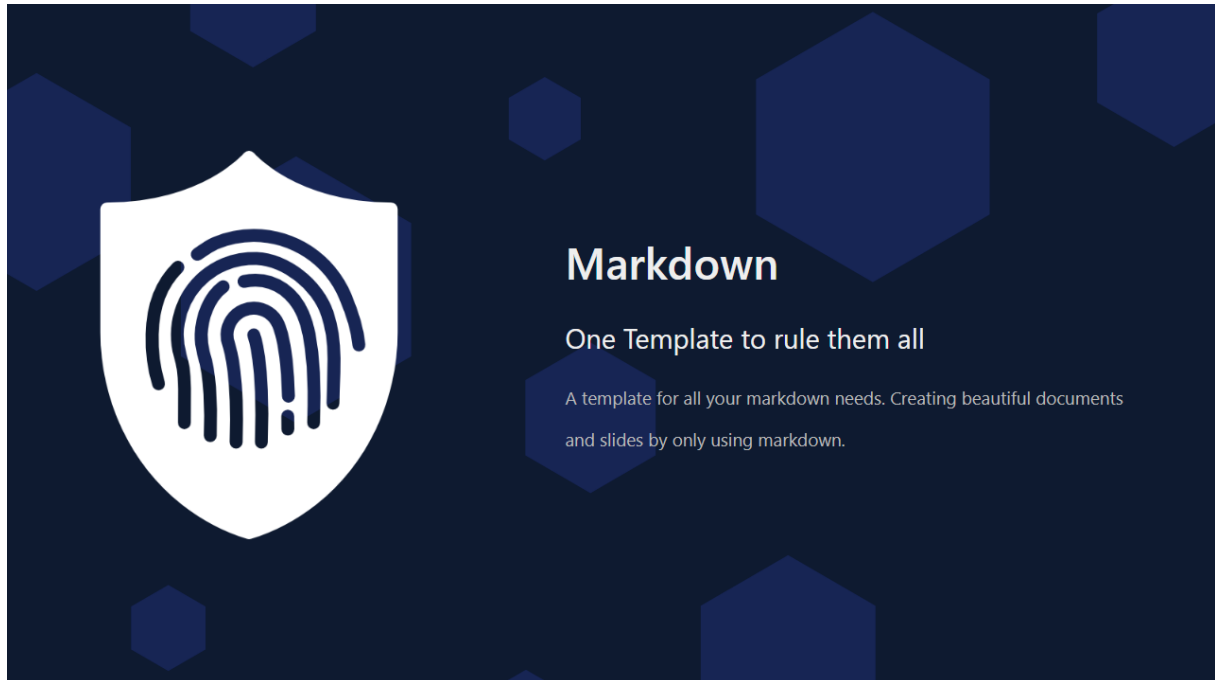 Markdown
One Template to rule them all
A template for all your markdown needs. Creating beautiful documents
and slides by only using markdown.